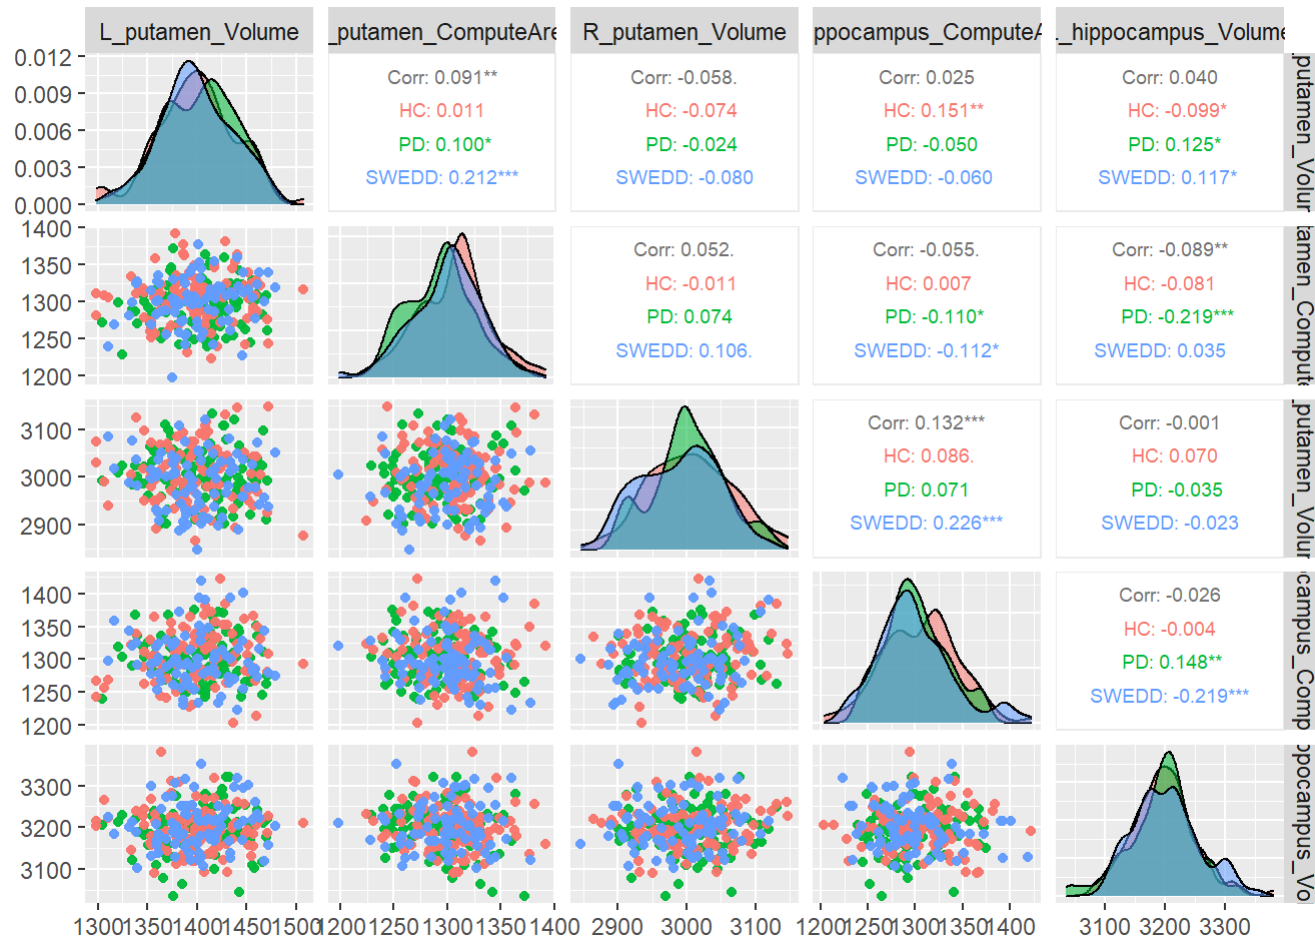 L_putamen_Volume
_putamen_ComputeAre
R_putamen_Volume
ppocampus_ComputeA
_hippocampus_Volume
0.012
0.009
0.006
0.003
0.000
Corr: 0.091**
HC: 0.011
PD: 0.100*
SWEDD: 0.212***
Corr: -0.058.
HC: -0.074
PD: -0.024
SWEDD: -0.080
Corr: 0.025
HC: 0.151**
PD: -0.050
SWEDD: -0.060
Corr: 0.040
HC: -0.099*
PD: 0.125*
SWEDD: 0.117*
_putamen_Volur
1400
1350
1300
1250
1200
Corr: 0.052.
HC: -0.011
PD: 0.074
SWEDD: 0.106.
Corr: -0.055.
HC: 0.007
PD: -0.110*
SWEDD: -0.112*
Corr: -0.089**
HC: -0.081
PD: -0.219***
SWEDD: 0.035
tamen_Compute
3100
3000
2900
Corr: 0.132***
HC: 0.086.
PD: 0.071
SWEDD: 0.226***
Corr: -0.001
HC: 0.070
PD: -0.035
SWEDD: -0.023
_putamen_Volur
1400
1350
1300
1250
1200
Corr: -0.026
HC: -0.004
PD: 0.148**
SWEDD: -0.219***
campus_Comp
3300
3200
3100
ppocampus_Vo
1300 1350 1400 1450 1500
1200 1250 1300 1350 1400
2900 3000 3100
1200 1250 1300 1350 1400
3100 3200 3300